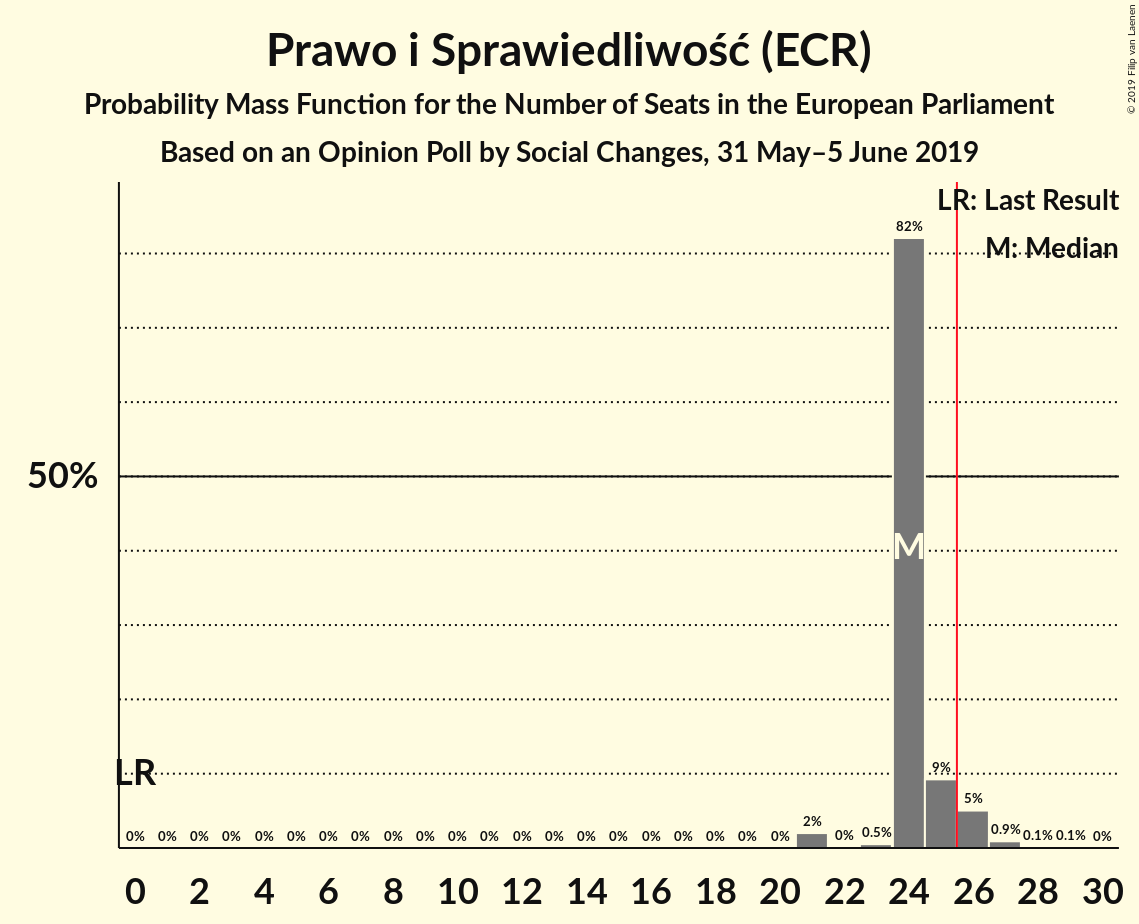 Prawo i Sprawiedliwość (ECR)
Probability Mass Function for the Number of Seats in the European Parliament
Based on an Opinion Poll by Social Changes, 31 May–5 June 2019
© 2019 Filip van Laenen
LR: Last Result
M: Median
82%
50%
M
LR
9%
5%
2%
0% 0% 0% 0% 0% 0% 0% 0% 0% 0% 0% 0% 0% 0% 0% 0% 0% 0% 0% 0% 0% 0% 0.5% 0.9% 0.1% 0.1% 0%
0 2 4 6 8 10 12 14 16 18 20 22 24 26 28 30